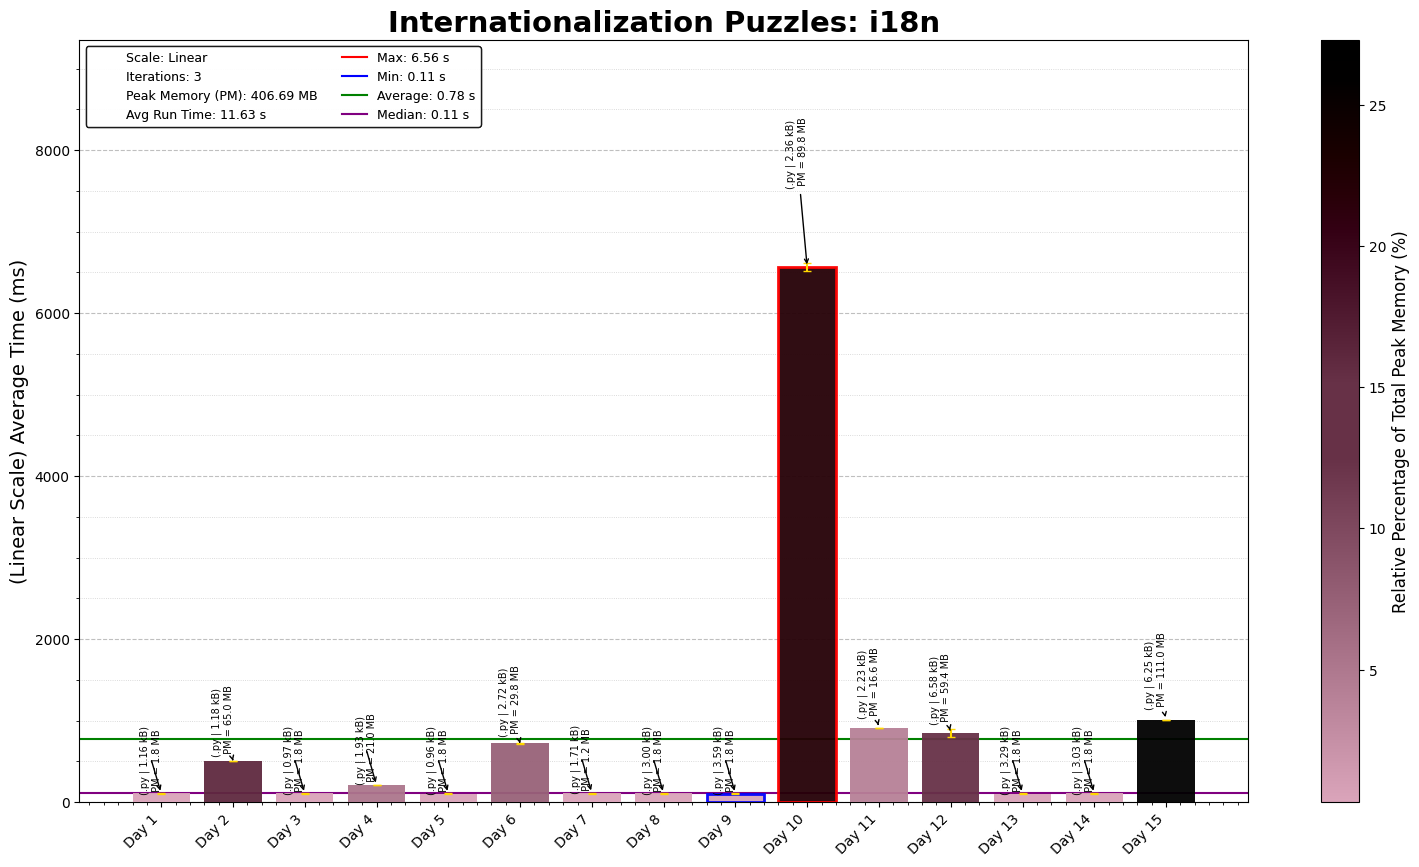 Internationalization Puzzles: i18n
Scale: Linear
Iterations: 3
Peak Memory (PM): 406.69 MB
Avg Run Time: 11.63 s
Max: 6.56 s
Min: 0.11 s
Average: 0.78 s
Median: 0.11 s
(Linear Scale) Average Time (ms)
8000
6000
4000
2000
0
(.py | 1.16 kB)
PM = 1.8 MB
(.py | 1.18 kB)
PM = 65.0 MB
(.py | 0.97 kB)
PM = 1.8 MB
(.py | 1.93 kB)
PM = 21.0 MB
(.py | 0.96 kB)
PM = 1.8 MB
(.py | 2.72 kB)
PM = 29.8 MB
(.py | 1.71 kB)
PM = 1.2 MB
(.py | 3.00 kB)
PM = 1.8 MB
(.py | 3.59 kB)
PM = 1.8 MB
(.py | 2.36 kB)
PM = 89.8 MB
(.py | 2.23 kB)
PM = 16.6 MB
(.py | 6.58 kB)
PM = 59.4 MB
(.py | 3.29 kB)
PM = 1.8 MB
(.py | 3.03 kB)
PM = 1.8 MB
(.py | 6.25 kB)
PM = 111.0 MB
Day 1
Day 2
Day 3
Day 4
Day 5
Day 6
Day 7
Day 8
Day 9
Day 10
Day 11
Day 12
Day 13
Day 14
Day 15
25
20
15
10
5
Relative Percentage of Total Peak Memory (%)